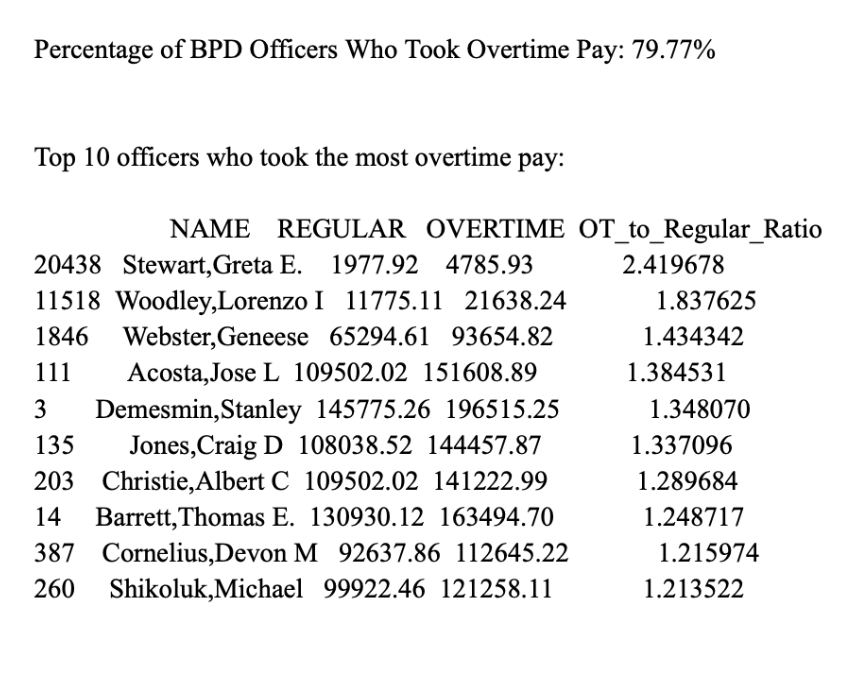 Percentage of BPD Officers Who Took Overtime Pay: 79.77%
Top 10 officers who took the most overtime pay:
NAME REGULAR OVERTIME OT_to_Regular_Ratio
20438 Stewart,Greta E. 1977.92 4785.93 2.419678
11518 Woodley,Lorenzo I 11775.11 21638.24 1.837625
1846 Webster,Geneese 65294.61 93654.82 1.434342
111 Acosta,Jose L 109502.02 151608.89 1.384531
3 Demesmin,Stanley 145775.26 196515.25 1.348070
135 Jones,Craig D 108038.52 144457.87 1.337096
203 Christie,Albert C 109502.02 141222.99 1.289684
14 Barrett,Thomas E. 130930.12 163494.70 1.248717
387 Cornelius,Devon M 92637.86 112645.22 1.215974
260 Shikoluk,Michael 99922.46 121258.11 1.213522